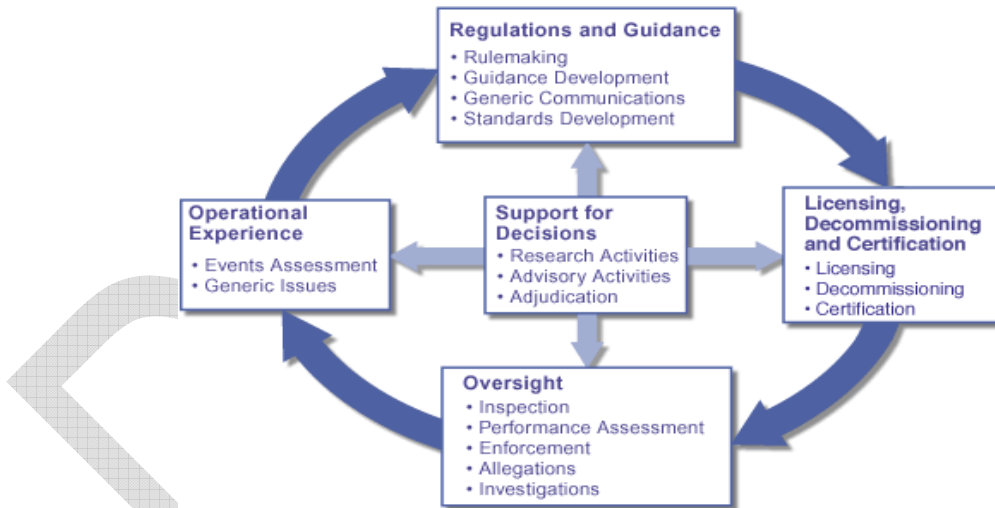 Regulations and Guidance
• Rulemaking
• Guidance Development
• Generic Communications
• Standards Development
Operational
Experience
• Events Assessment
• Generic Issues
Support for
Decisions
• Research Activities
• Advisory Activities
• Adjudication
Licensing,
Decommissioning
and Certification
• Licensing
• Decommissioning
• Certification
Oversight
• Inspection
• Performance Assessment
• Enforcement
• Allegations
• Investigations